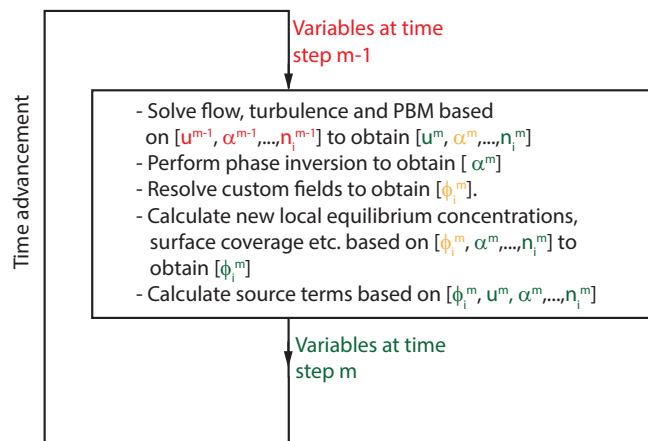 Variables at time
step m-1
Time advancement
- Solve flow, turbulence and PBM based
on [u^m-1, α^m-1,...,n_i^m-1] to obtain [u^m, α^m,...,n_i^m]
- Perform phase inversion to obtain [ α^m]
- Resolve custom fields to obtain [ϕ_i^m].
- Calculate new local equilibrium concentrations,
surface coverage etc. based on [ϕ_i^m, α^m,...,n_i^m] to
obtain [ϕ_i^m]
- Calculate source terms based on [ϕ_i^m, u^m, α^m,...,n_i^m]
Variables at time
step m